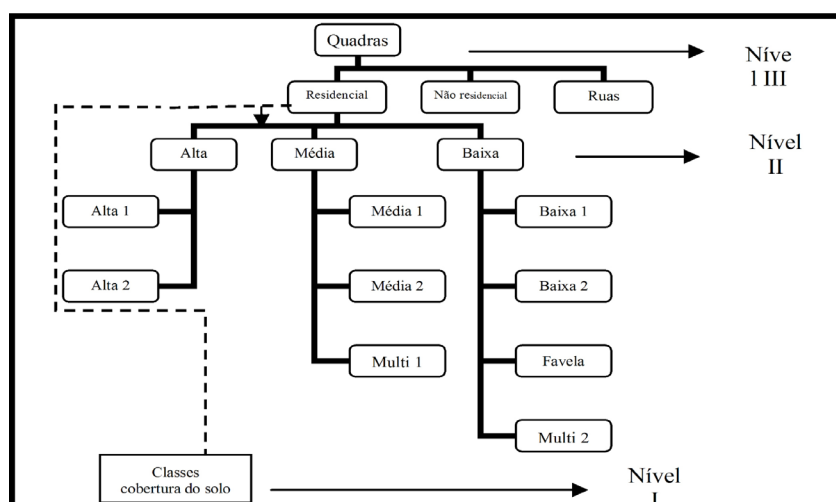 Quadras
Níve
l III
Residencial
Não residencial
Ruas
Alta
Média
Baixa
Nível
II
Alta 1
Média 1
Baixa 1
Alta 2
Média 2
Baixa 2
Multi 1
Favela
Multi 2
Classes
cobertura do solo
Nível
I